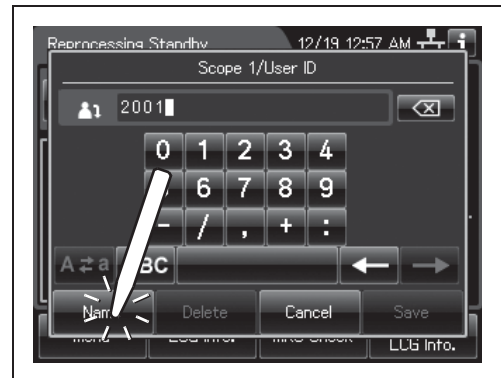 Reprocessing Standby 12/19 12:57 AM i
Scope 1/User ID
2001
0 1 2 3 4
6 7 8 9
- / , + :
A⇄a BC
Delete Cancel Save
LCG Info.